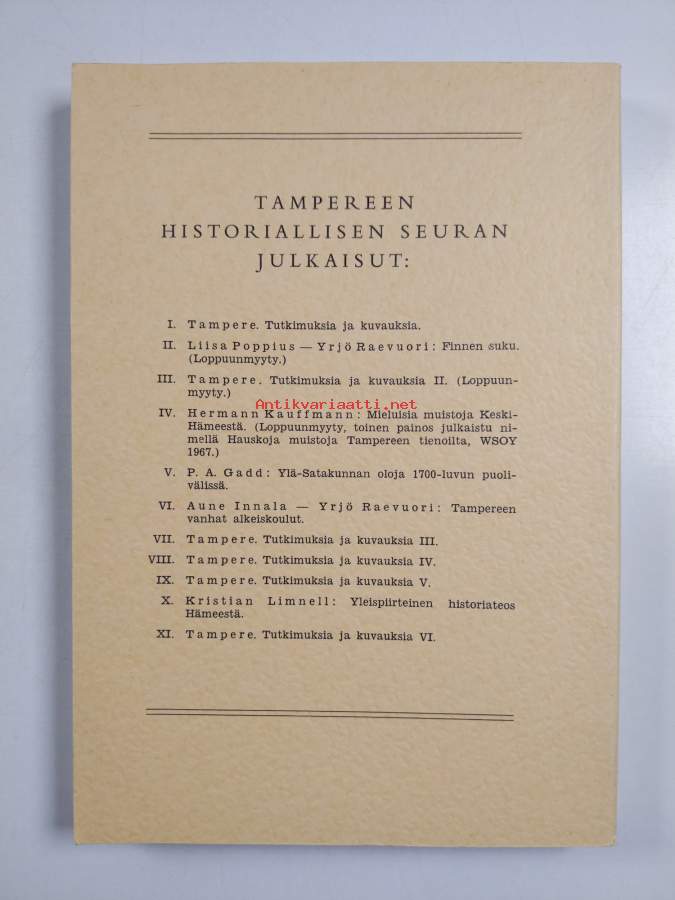 TAMPEREEN
HISTORIALLISEN SEURAN
JULKAISUT:
I. Tampere. Tutkimuksia ja kuvauksia.
II. Liisa Poppius — Yrjö Raevuori: Finnen suku.
(Loppuunmyyty.)
III. Tampere. Tutkimuksia ja kuvauksia II. (Loppuun-
myyty.)
Antikvariaatti.net
IV. Hermann Kauffmann: Mieluisia muistoja Keski-
Hämeestä. (Loppuunmyyty, toinen painos julkaistu ni-
mellä Hauskoja muistoja Tampereen tienoilta, WSOY
1967.)
V. P. A. Gadd: Ylä-Satakunnan oloja 1700-luvun puoli-
välissä.
VI. Aune Innala — Yrjö Raevuori: Tampereen
vanhat alkeiskoulut.
VII. Tampere. Tutkimuksia ja kuvauksia III.
VIII. Tampere. Tutkimuksia ja kuvauksia IV.
IX. Tampere. Tutkimuksia ja kuvauksia V.
X. Kristian Limnell: Yleispiirteinen historiateos
Hämeestä.
XI. Tampere. Tutkimuksia ja kuvauksia VI.